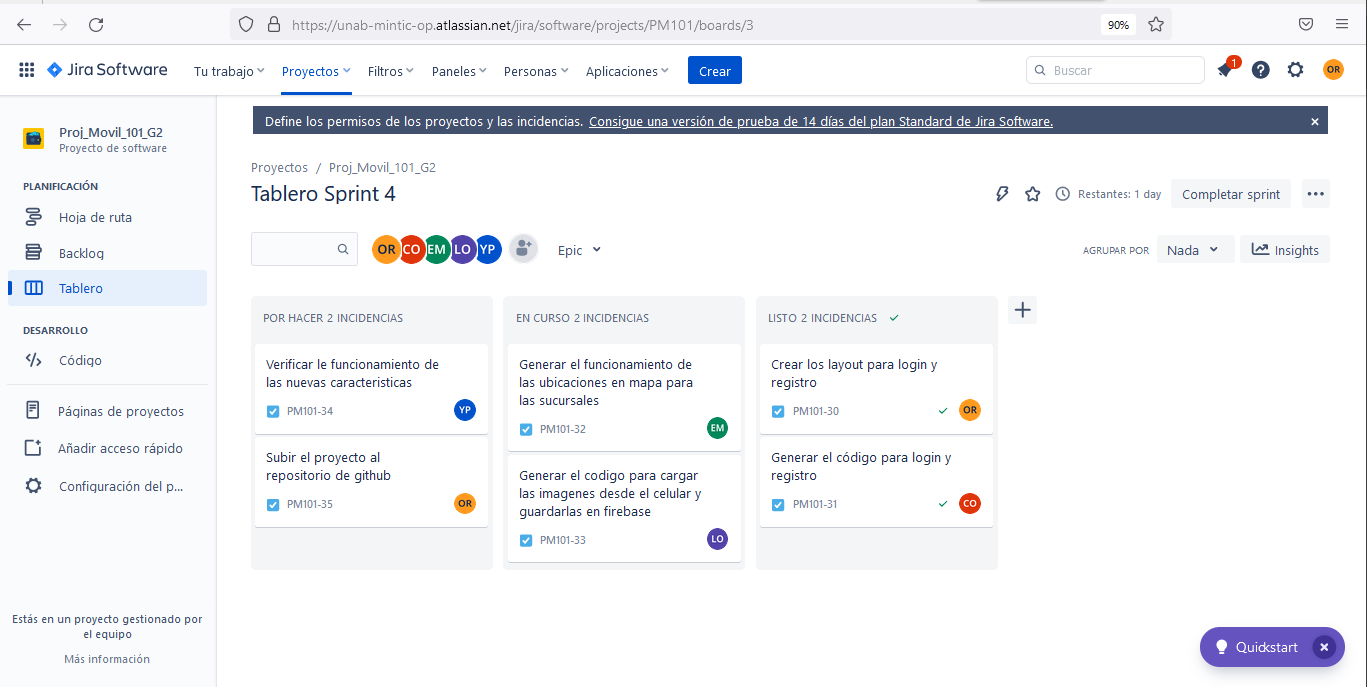 https://unab-mintic-op.atlassian.net/jira/software/projects/PM101/boards/3
90%
Jira Software
Tu trabajo
Proyectos
Filtros
Paneles
Personas
Aplicaciones
Crear
Buscar
1
OR
Proj_Movil_101_G2
Proyecto de software
PLANIFICACIÓN
Hoja de ruta
Backlog
Tablero
DESARROLLO
Código
Páginas de proyectos
Añadir acceso rápido
Configuración del p...
Estás en un proyecto gestionado por
el equipo
Más información
Define los permisos de los proyectos y las incidencias. Consigue una versión de prueba de 14 días del plan Standard de Jira Software.
Proyectos / Proj_Movil_101_G2
Tablero Sprint 4
Restantes: 1 day
Completar sprint
OR CO EM LO YP
Epic
AGRUPAR POR
Nada
Insights
POR HACER 2 INCIDENCIAS
Verificar le funcionamiento de
las nuevas caracteristicas
PM101-34
YP
Subir el proyecto al
repositorio de github
PM101-35
OR
EN CURSO 2 INCIDENCIAS
Generar el funcionamiento de
las ubicaciones en mapa para
las sucursales
PM101-32
EM
Generar el codigo para cargar
las imagenes desde el celular y
guardarlas en firebase
PM101-33
LO
LISTO 2 INCIDENCIAS
Crear los layout para login y
registro
PM101-30
OR
Generar el código para login y
registro
PM101-31
CO
Quickstart